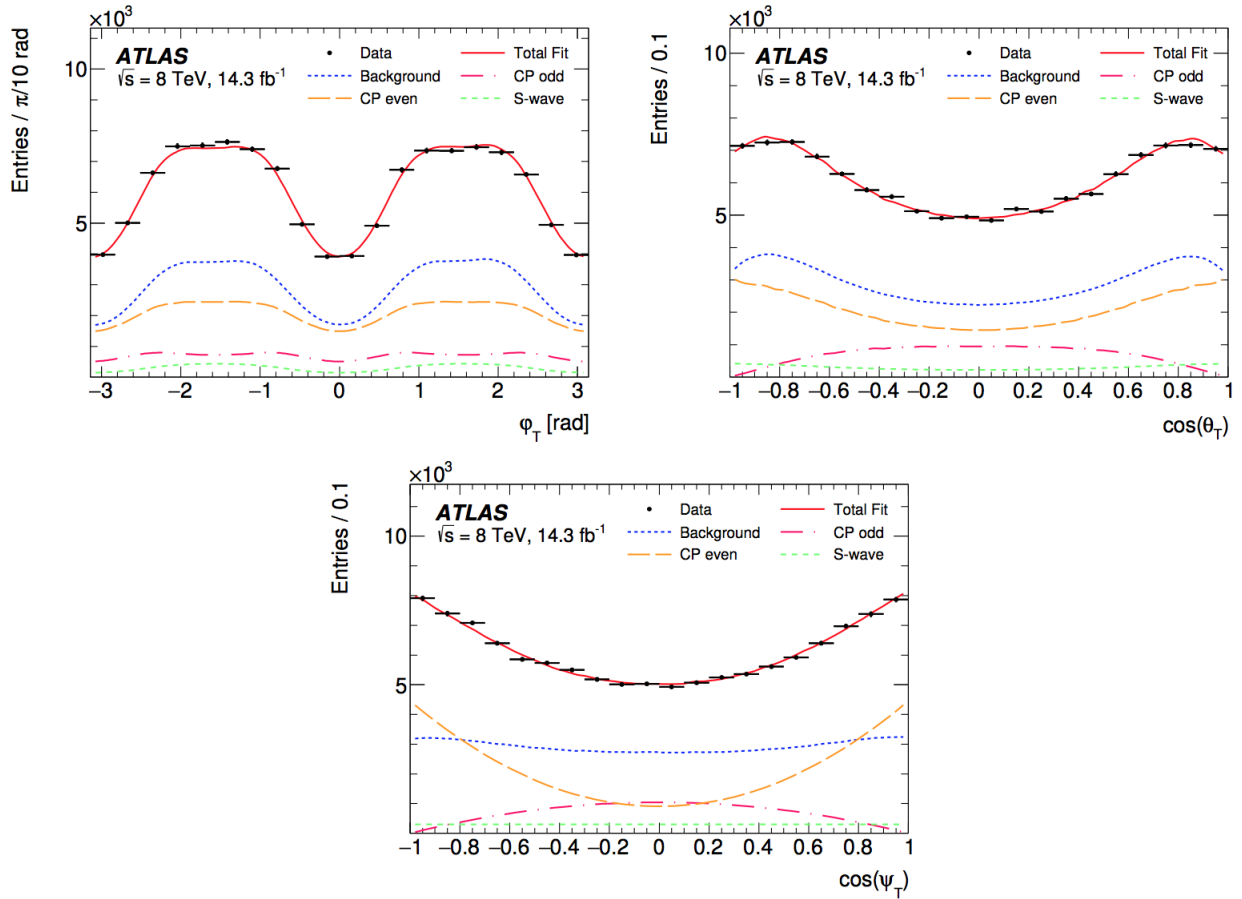 ×10³
Entries / π/10 rad
10
5
ATLAS
√s = 8 TeV, 14.3 fb⁻¹
Data
Total Fit
Background
CP odd
CP even
S-wave
−3 −2 −1 0 1 2 3
φ_T [rad]
×10³
Entries / 0.1
10
5
ATLAS
√s = 8 TeV, 14.3 fb⁻¹
Data
Total Fit
Background
CP odd
CP even
S-wave
−1 −0.8 −0.6 −0.4 −0.2 0 0.2 0.4 0.6 0.8 1
cos(θ_T)
×10³
Entries / 0.1
10
5
ATLAS
√s = 8 TeV, 14.3 fb⁻¹
Data
Total Fit
Background
CP odd
CP even
S-wave
−1 −0.8 −0.6 −0.4 −0.2 0 0.2 0.4 0.6 0.8 1
cos(ψ_T)